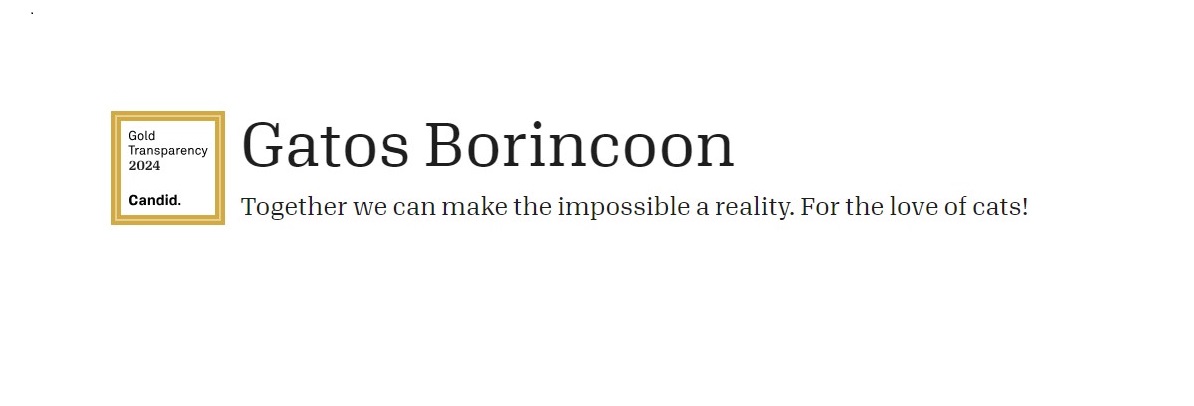 Gold
Transparency
2024
Candid.
Gatos Borincoon
Together we can make the impossible a reality. For the love of cats!